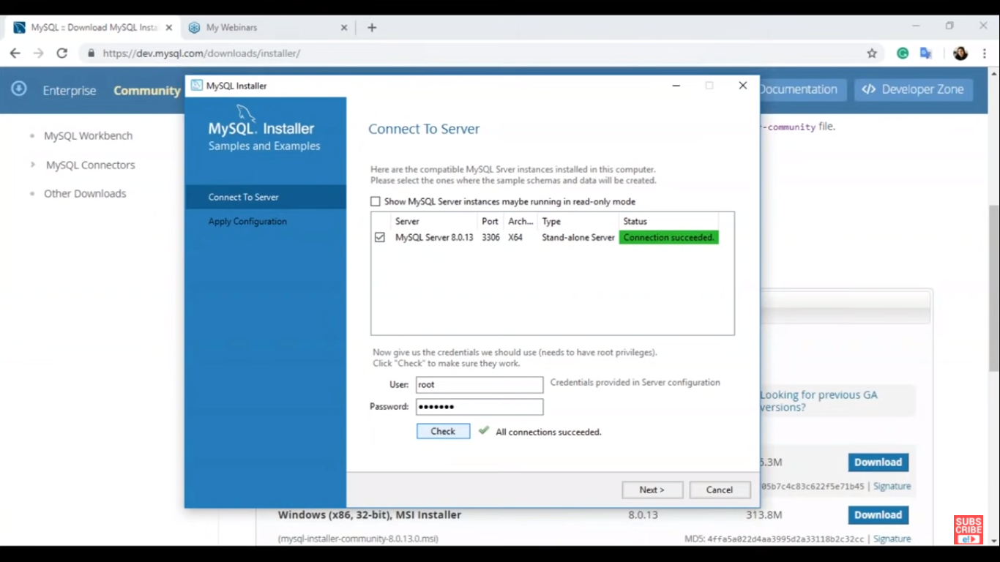 MySQL :: Download MySQL Insta
My Webinars
https://dev.mysql.com/downloads/installer/
Enterprise
Community
Documentation
Developer Zone
MySQL Workbench
MySQL Connectors
Other Downloads
r-community file.
MySQL Installer
MySQL. Installer
Samples and Examples
Connect To Server
Apply Configuration
Connect To Server
Here are the compatible MySQL Srver instances installed in this computer.
Please select the ones where the sample schemas and data will be created.
Show MySQL Server instances maybe running in read-only mode
Server Port Arch... Type Status
MySQL Server 8.0.13 3306 X64 Stand-alone Server Connection succeeded.
Now give us the credentials we should use (needs to have root privileges).
Click "Check" to make sure they work.
User: root
Credentials provided in Server configuration
Password: •••••••
Check
All connections succeeded.
Next >
Cancel
Looking for previous GA
versions?
5.3M
Download
05b7c4c83c622f5e71b45 | Signature
Windows (x86, 32-bit), MSI Installer
8.0.13
313.8M
Download
(mysql-installer-community-8.0.13.0.msi)
MD5: 4ffa5a022d4aa3995d2a33118b2c32cc | Signature
SUBS
CRIBE
e!